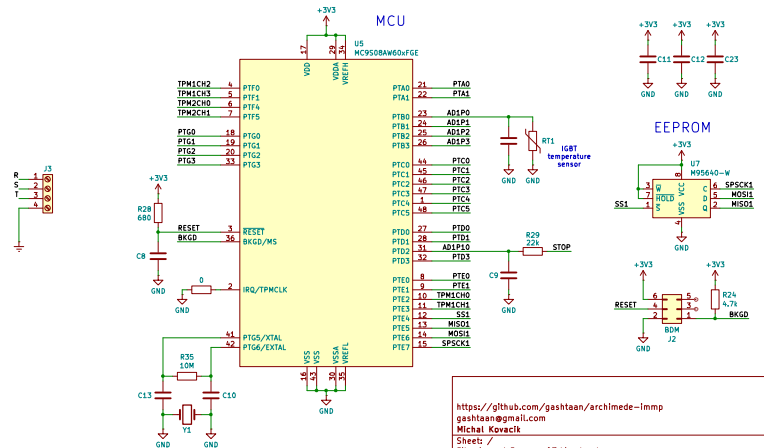 MCU
+3V3
U5
MC9S08AW60xFGE
17
29
34
VDD
VDDA
VREFH
TPM1CH2 4 PTF0
TPM1CH3 5 PTF1
TPM2CH0 6 PTF4
TPM2CH1 7 PTF5
PTG0 18 PTG0
PTG1 19 PTG1
PTG2 20 PTG2
PTG3 33 PTG3
RESET 3 RESET
BKGD 36 BKGD/MS
0 2 IRQ/TPMCLK
GND
41 PTG5/XTAL
42 PTG6/EXTAL
PTA0 21 PTA0
PTA1 22 PTA1
PTB0 23 AD1P0
PTB1 24 AD1P1
PTB2 25 AD1P2
PTB3 26 AD1P3
PTC0 44 PTC0
PTC1 45 PTC1
PTC2 46 PTC2
PTC3 47 PTC3
PTC4 1 PTC4
PTC5 48 PTC5
PTD0 27 PTD0
PTD1 28 PTD1
PTD2 31 AD1P10
PTD3 32 PTD3
PTE0 8 PTE0
PTE1 9 PTE1
PTE2 10 TPM1CH0
PTE3 11 TPM1CH1
PTE4 12 SS1
PTE5 13 MISO1
PTE6 14 MOSI1
PTE7 15 SPSCK1
VSS
VSS
VSSA
VREFL
16
43
30
35
GND
J3
R 1
S 2
T 3
4
+3V3
R28
680
C8
GND
R35
10M
C13
C10
Y1
GND
GND
RT1
IGBT
temperature
sensor
GND
GND
R29
22k
STOP
C9
GND
+3V3
+3V3
+3V3
C11
C12
C23
GND
GND
GND
EEPROM
+3V3
U7
M95640-W
8
3 W
7 HOLD
SS1 1 S
VCC
VSS
C 6 SPSCK1
D 5 MOSI1
Q 2 MISO1
4
GND
+3V3
+3V3
R24
4.7k
RESET
6 5
4 3
2 1
BKGD
BDM
J2
GND
https://github.com/gashtaan/archimede-immp
gashtaan@gmail.com
Michal Kovacik
Sheet: /